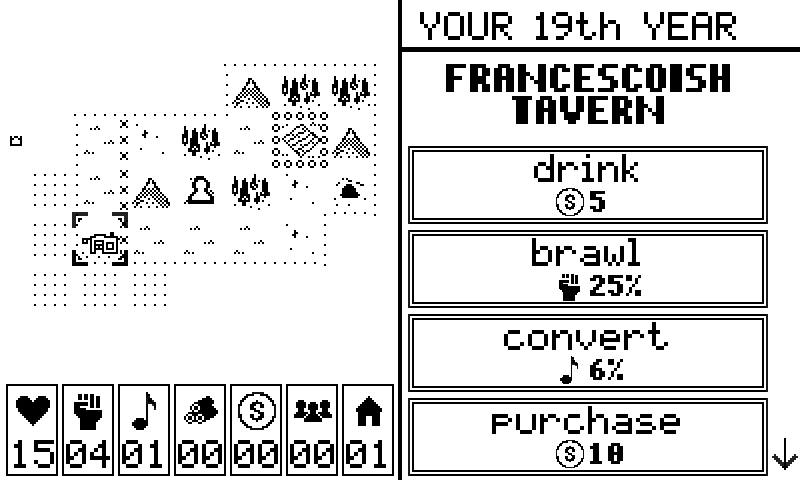 YOUR 19th YEAR
FRANCESCOISH
TAVERN
drink
S 5
brawl
25%
convert
6%
purchase
S 10
15 04 01 00 S 00 00 01